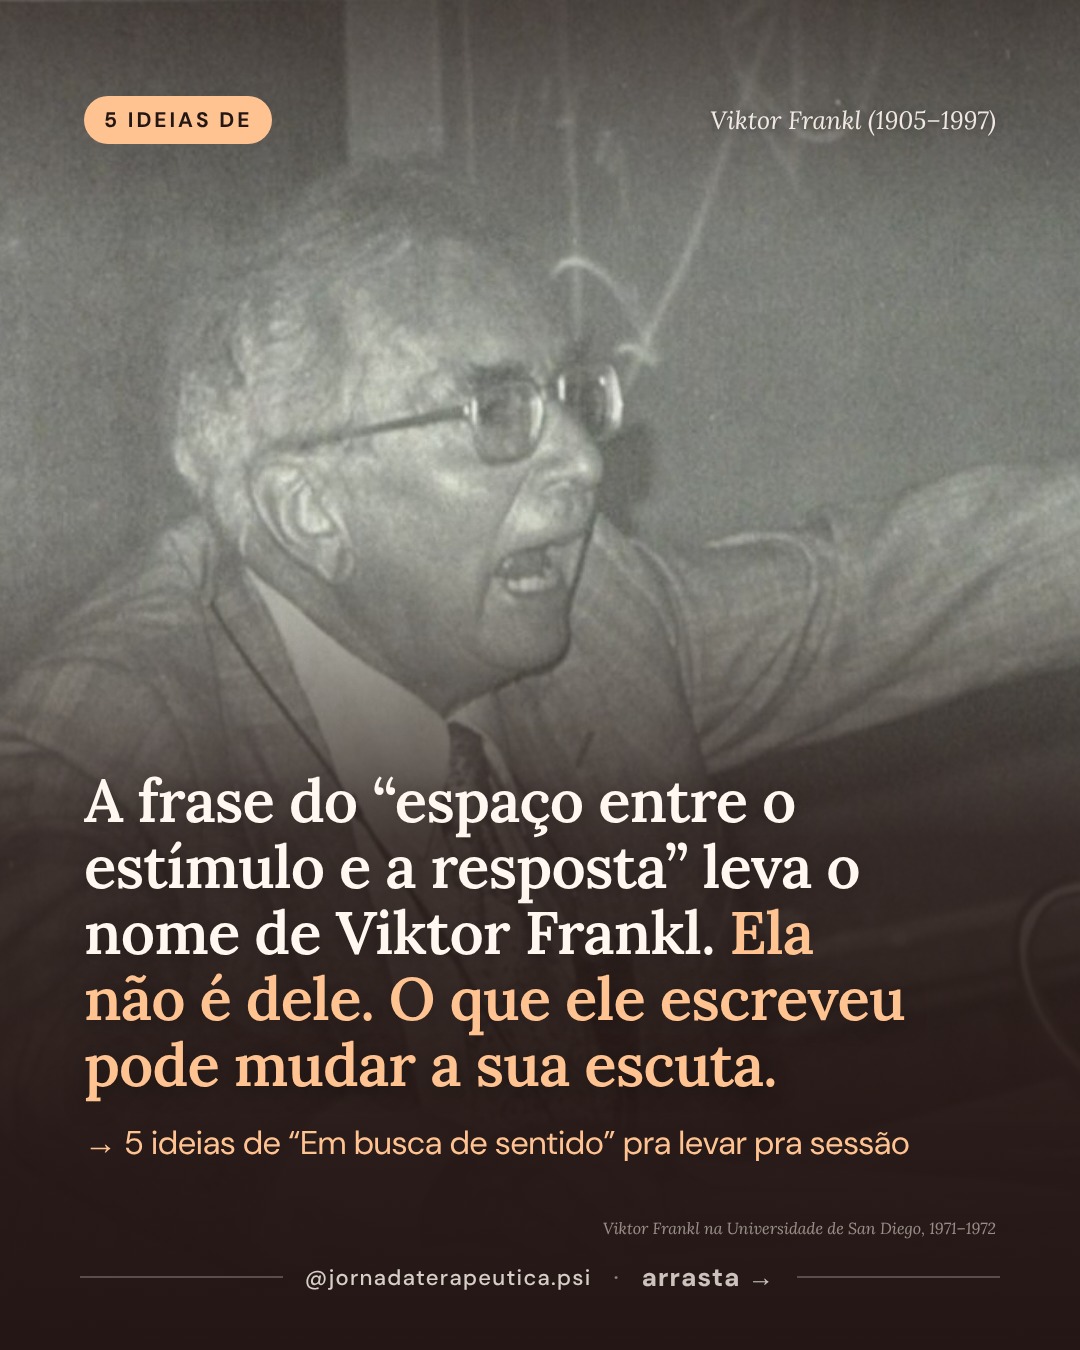 5 IDEIAS DE
Viktor Frankl (1905–1997)
A frase do “espaço entre o
estímulo e a resposta” leva o
nome de Viktor Frankl. Ela
não é dele. O que ele escreveu
pode mudar a sua escuta.
→ 5 ideias de “Em busca de sentido” pra levar pra sessão
Viktor Frankl na Universidade de San Diego, 1971–1972
@jornadaterapeutica.psi · arrasta →